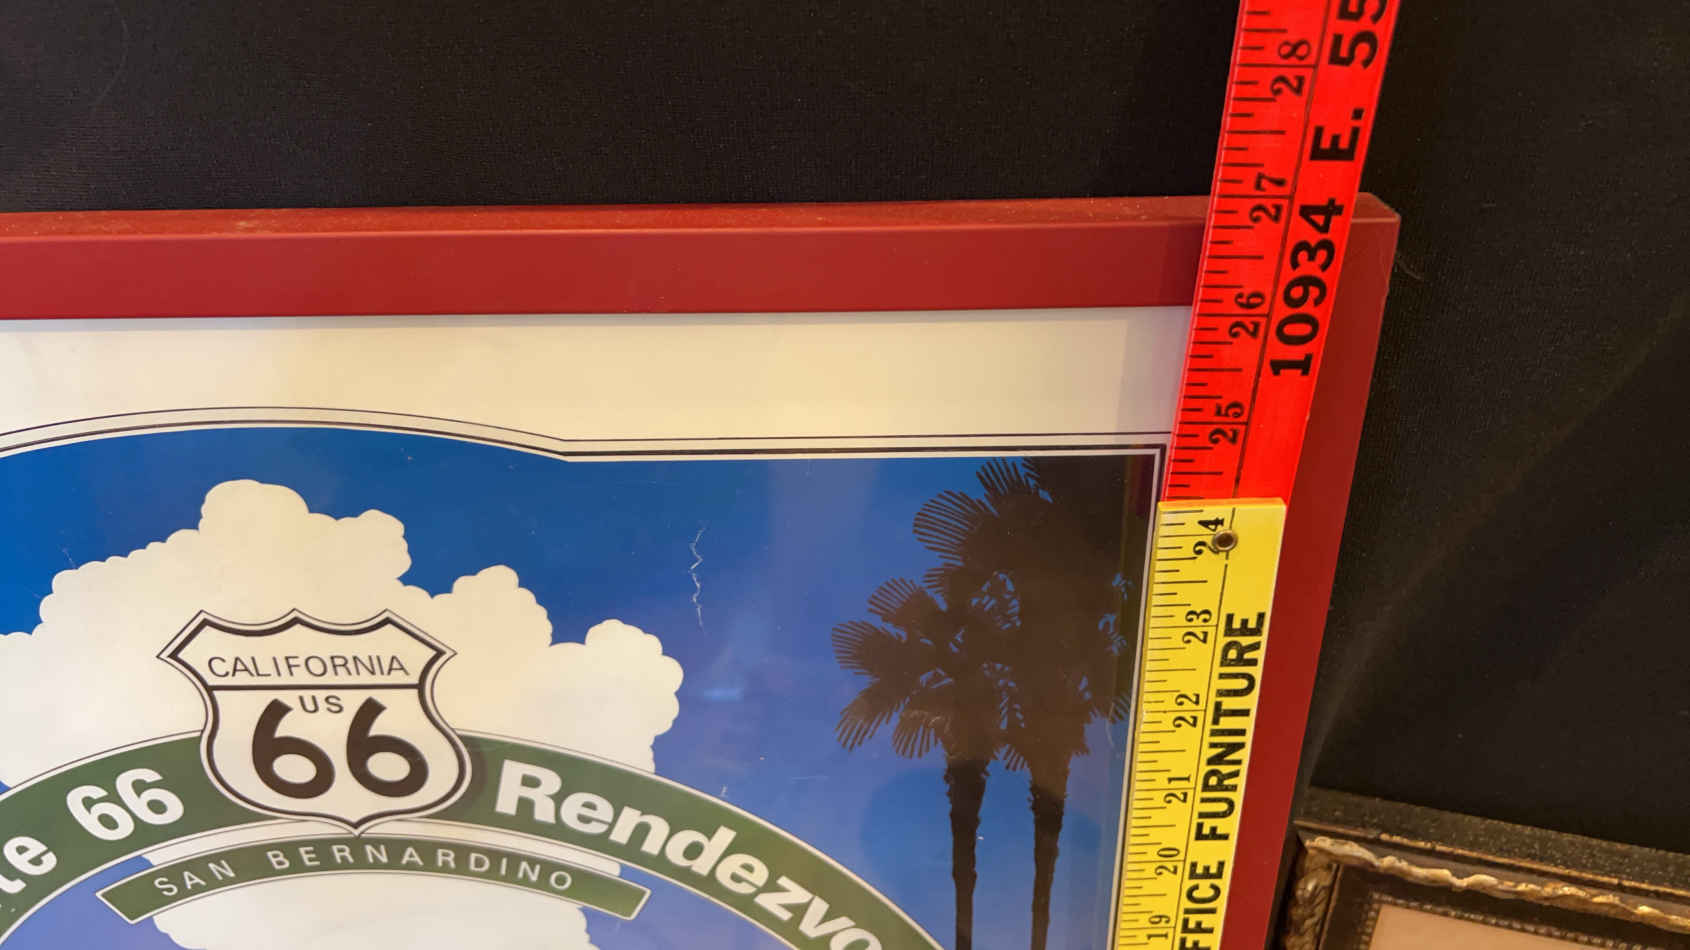 CALIFORNIA
US
66
te 66 Rendezvo
SAN BERNARDINO
28
27
26
25
24
23
22
21
20
19
10934 E. 55
FFICE FURNITURE